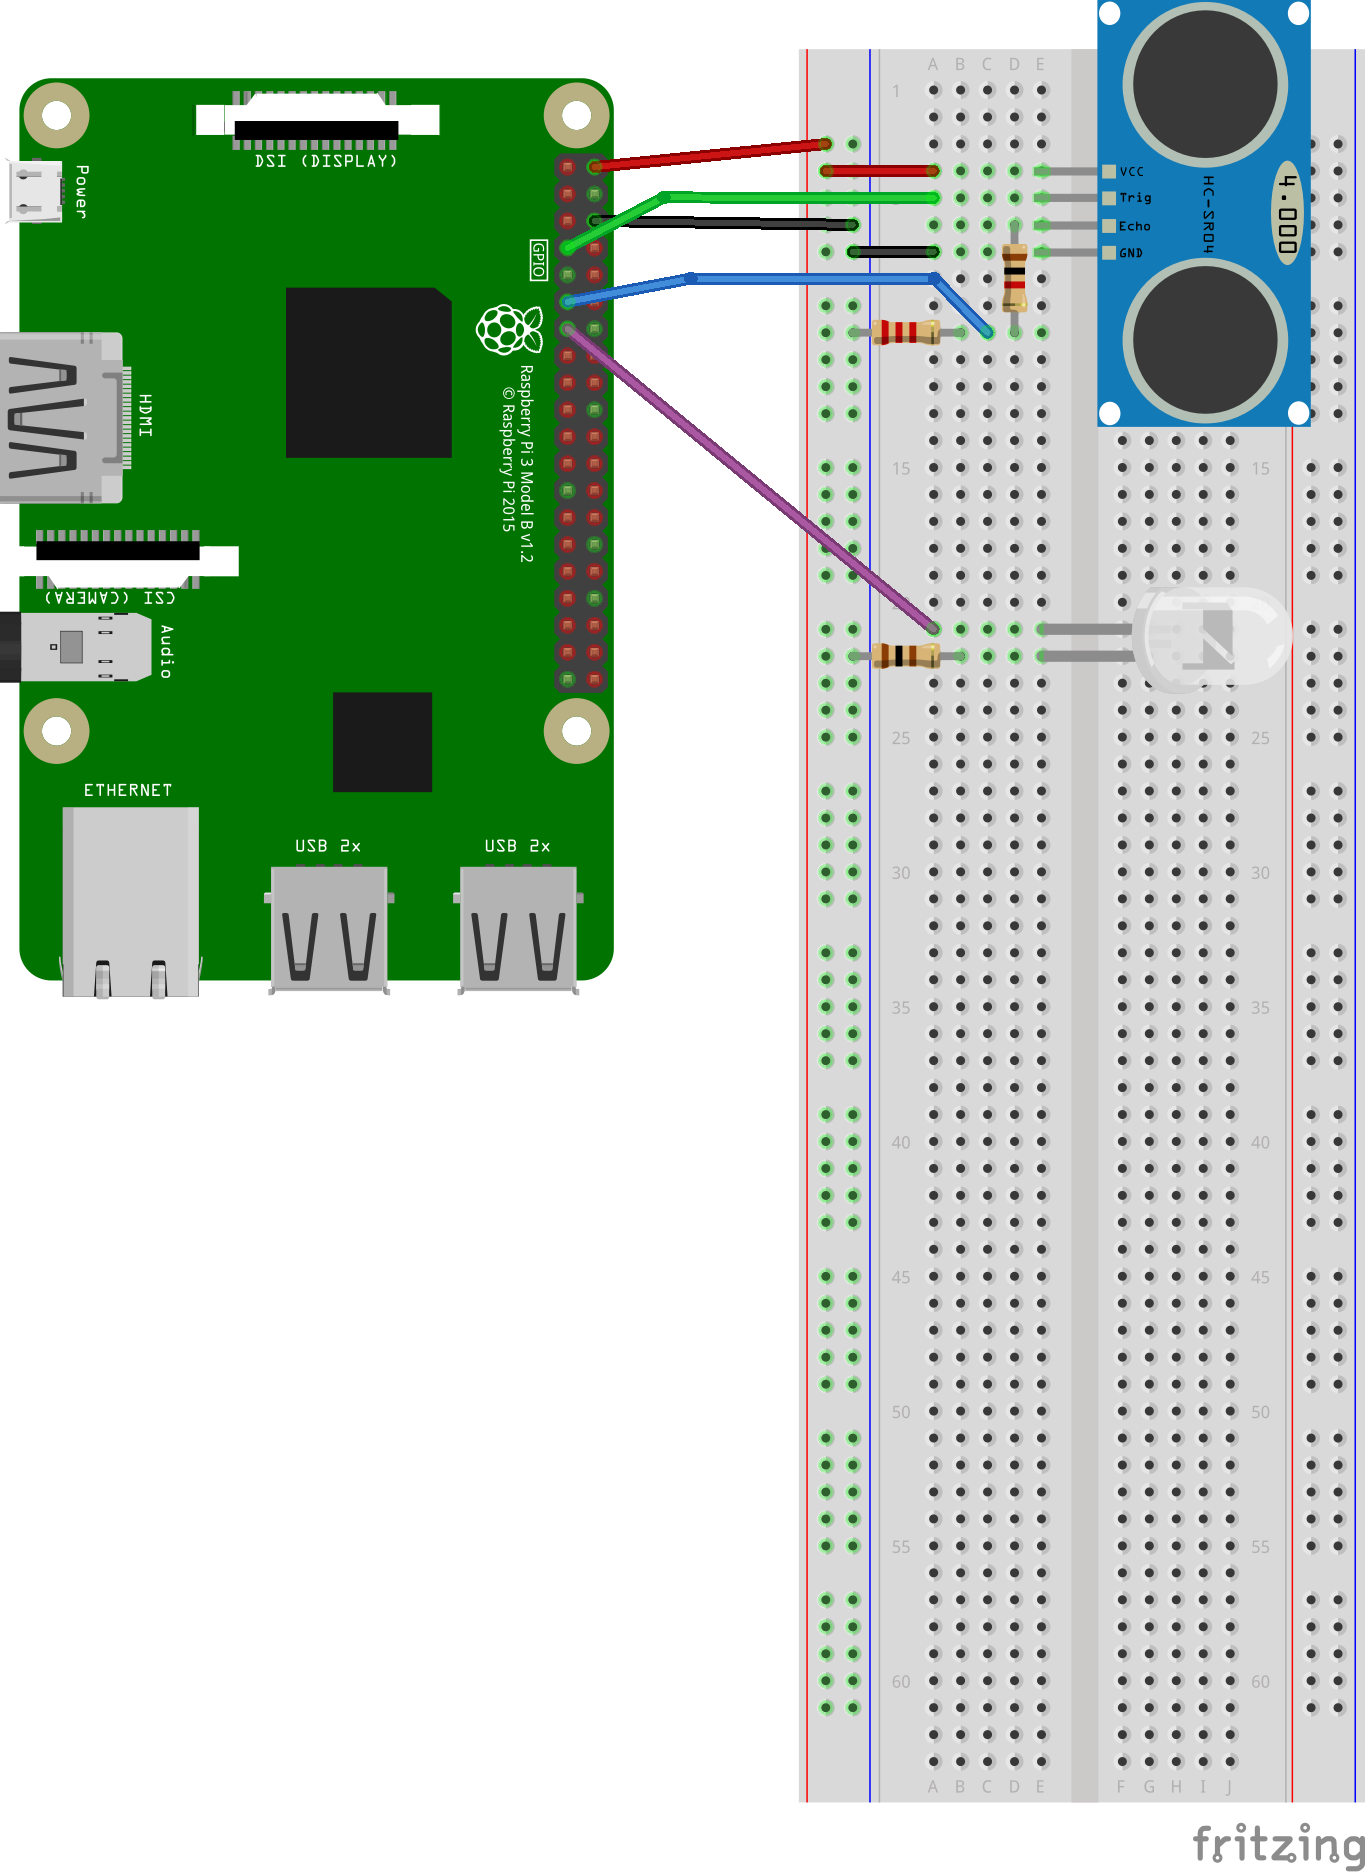 DSI (DISPLAY)
Power
GPIO
HDMI
Raspberry Pi 3 Model B v1.2
© Raspberry Pi 2015
CSI (CAMERA)
Audio
ETHERNET
USB 2x
USB 2x
A B C D E
1
VCC
Trig
Echo
GND
HC-SR04
4.000
15 15
25 25
30 30
35 35
40 40
45 45
50 50
55 55
60 60
A B C D E F G H I J
fritzing